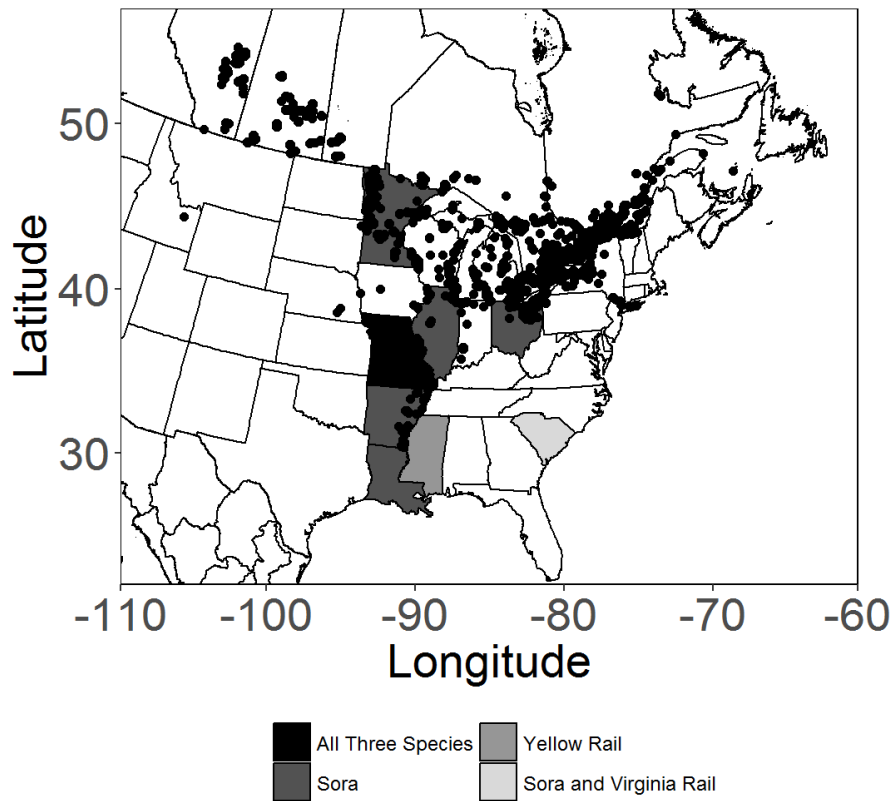 Latitude
50
40
30
-110 -100 -90 -80 -70 -60
Longitude
All Three Species Yellow Rail
Sora Sora and Virginia Rail